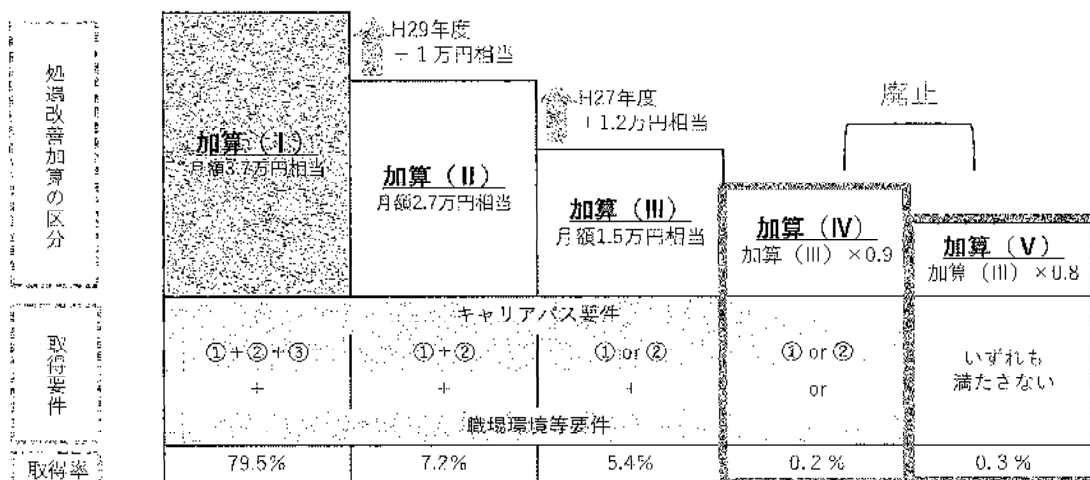 処遇改善加算の区分
H29年度
+1万円相当
H27年度
+1.2万円相当
廃止
加算(Ⅰ)
月額3.7万円相当
加算(Ⅱ)
月額2.7万円相当
加算(Ⅲ)
月額1.5万円相当
加算(Ⅳ)
加算(Ⅲ)×0.9
加算(Ⅴ)
加算(Ⅲ)×0.8
取得要件
キャリアパス要件
①+②+③
①+②
①or②
①or②
いずれも
満たさない
+
+
+
or
職場環境等要件
取得率
79.5%
7.2%
5.4%
0.2%
0.3%